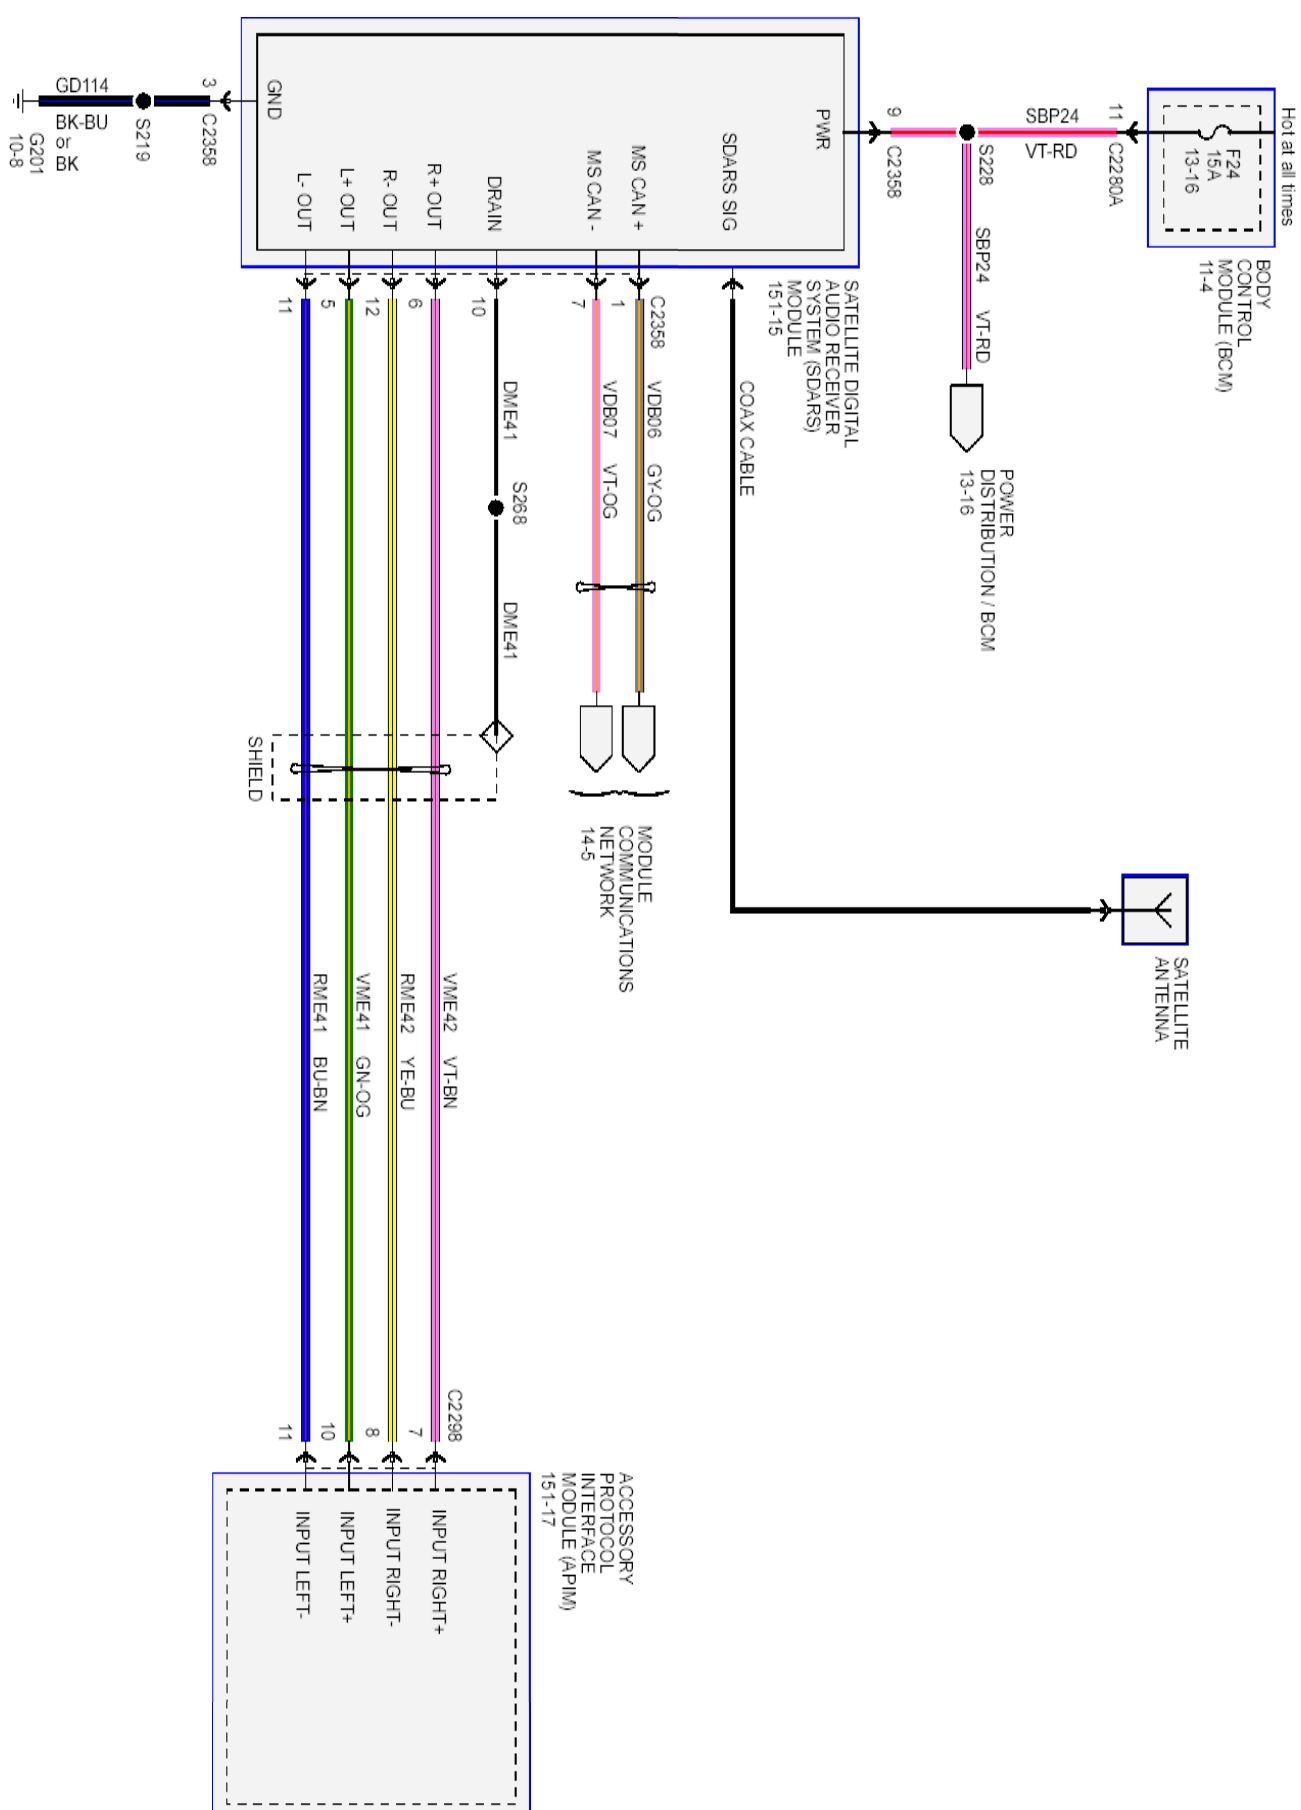 Hot at all times
F24
15A
13-16
BODY
CONTROL
MODULE (BCM)
11-4
11
C2280A
SBP24
VT-RD
S228
SBP24 VT-RD
POWER
DISTRIBUTION / BCM
13-16
9
C2358
PWR
SDARS SIG
MS CAN +
MS CAN -
DRAIN
R+ OUT
R- OUT
L+ OUT
L- OUT
GND
SATELLITE DIGITAL
AUDIO RECEIVER
SYSTEM (SDARS)
MODULE
151-15
3
C2358
GD114
BK-BU
or
BK
S219
G201
10-8
COAX CABLE
SATELLITE
ANTENNA
C2358
1
VDB06 GY-OG
7
VDB07 VT-OG
MODULE
COMMUNICATIONS
NETWORK
14-5
10
DME41
S268
DME41
SHIELD
6
VME42 VT-BN
12
RME42 YE-BU
5
VME41 GN-OG
11
RME41 BU-BN
C2298
7
8
10
11
INPUT RIGHT+
INPUT RIGHT-
INPUT LEFT+
INPUT LEFT-
ACCESSORY
PROTOCOL
INTERFACE
MODULE (APIM)
151-17